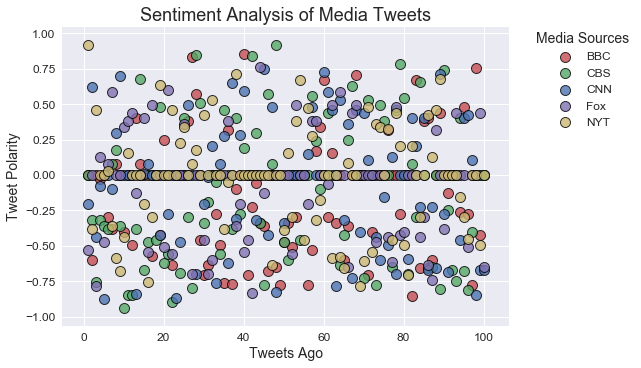 Sentiment Analysis of Media Tweets
Media Sources
BBC
CBS
CNN
Fox
NYT
Tweet Polarity
1.00
0.75
0.50
0.25
0.00
−0.25
−0.50
−0.75
−1.00
0 20 40 60 80 100
Tweets Ago